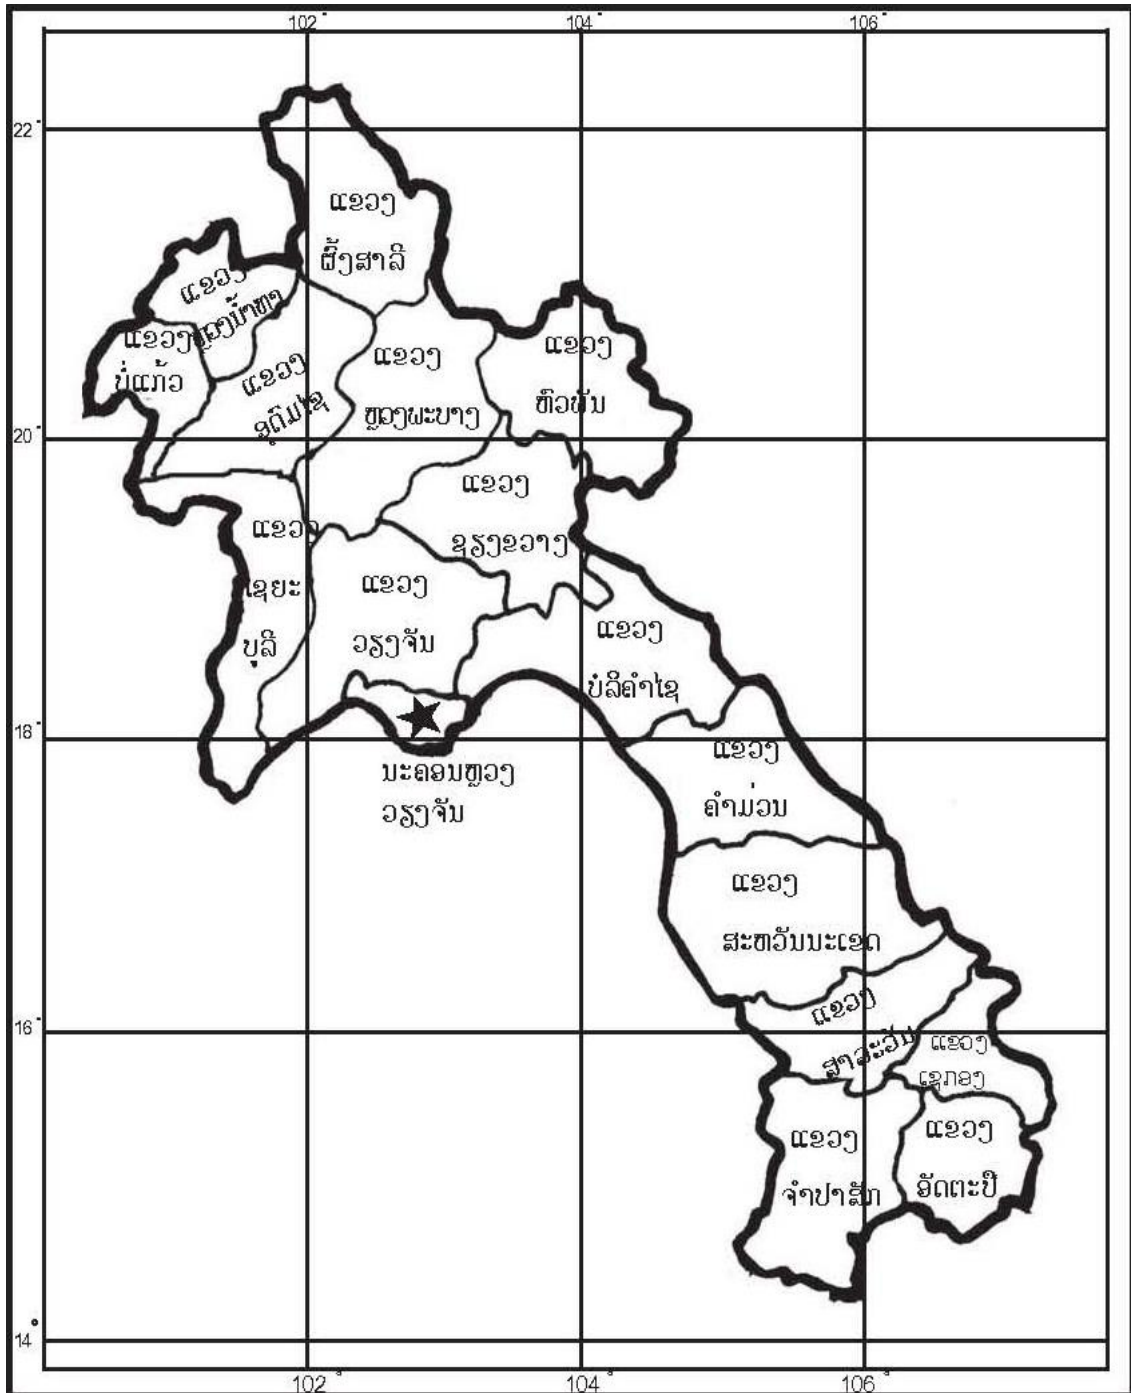 102°
104°
106°
22°
ແຂວງ
ຜົ້ງສາລີ
ແຂວງ
ຫຼວງນ້ຳທາ
ແຂວງ
ບໍ່ແກ້ວ
ແຂວງ
ອຸດົມໄຊ
ແຂວງ
ຫຼວງພະບາງ
ແຂວງ
ຫົວພັນ
20°
ແຂວງ
ຊຽງຂວາງ
ແຂວງ
ໄຊຍະ
ບຸລີ
ແຂວງ
ວຽງຈັນ
ແຂວງ
ບໍລິຄຳໄຊ
18°
ນະຄອນຫຼວງ
ວຽງຈັນ
ແຂວງ
ຄຳມ່ວນ
ແຂວງ
ສະຫວັນນະເຂດ
ແຂວງ
ສາລະວັນ
16°
ແຂວງ
ເຊກອງ
ແຂວງ
ຈຳປາສັກ
ແຂວງ
ອັດຕະປື
14°
102°
104°
106°